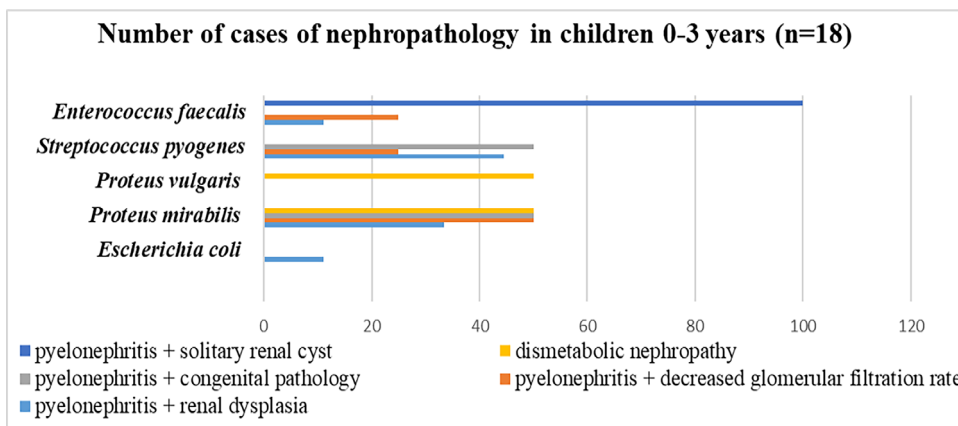 Number of cases of nephropathology in children 0-3 years (n=18)
Enterococcus faecalis
Streptococcus pyogenes
Proteus vulgaris
Proteus mirabilis
Escherichia coli
0 20 40 60 80 100 120
pyelonephritis + solitary renal cyst
dismetabolic nephropathy
pyelonephritis + congenital pathology
pyelonephritis + decreased glomerular filtration rate
pyelonephritis + renal dysplasia